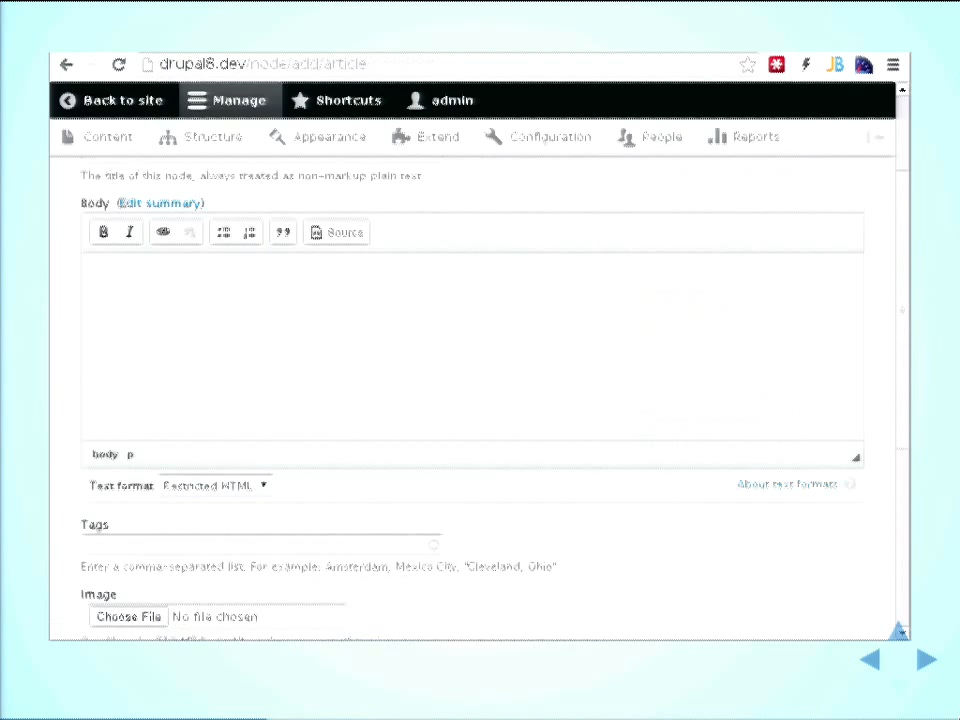 drupal8.dev/node/add/article
Back to site Manage Shortcuts admin
Content Structure Appearance Extend Configuration People Reports
The title of this node, always treated as non-markup plain text
Body (Edit summary)
B I Source
body p
Text format Restricted HTML
About text formats ?
Tags
Enter a comma-separated list. For example: Amsterdam, Mexico City, "Cleveland, Ohio"
Image
Choose File No file chosen